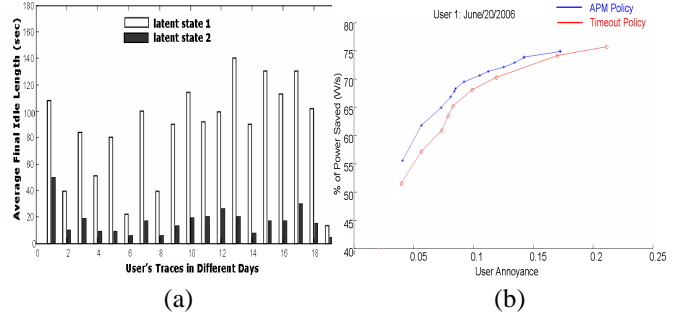 latent state 1
latent state 2
Average Final Idle Length (sec)
180
160
140
120
100
80
60
40
20
0
0 2 4 6 8 10 12 14 16 18
User's Traces in Different Days
(a)
User 1: June/20/2006
APM Policy
Timeout Policy
% of Power Saved (W/s)
80
75
70
65
60
55
50
45
40
0.05 0.1 0.15 0.2 0.25
User Annoyance
(b)